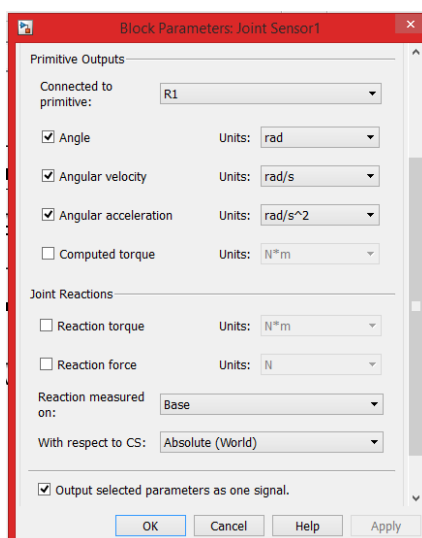 Block Parameters: Joint Sensor1
Primitive Outputs
Connected to primitive: R1
Angle Units: rad
Angular velocity Units: rad/s
Angular acceleration Units: rad/s^2
Computed torque Units: N*m
Joint Reactions
Reaction torque Units: N*m
Reaction force Units: N
Reaction measured on: Base
With respect to CS: Absolute (World)
Output selected parameters as one signal.
OK Cancel Help Apply